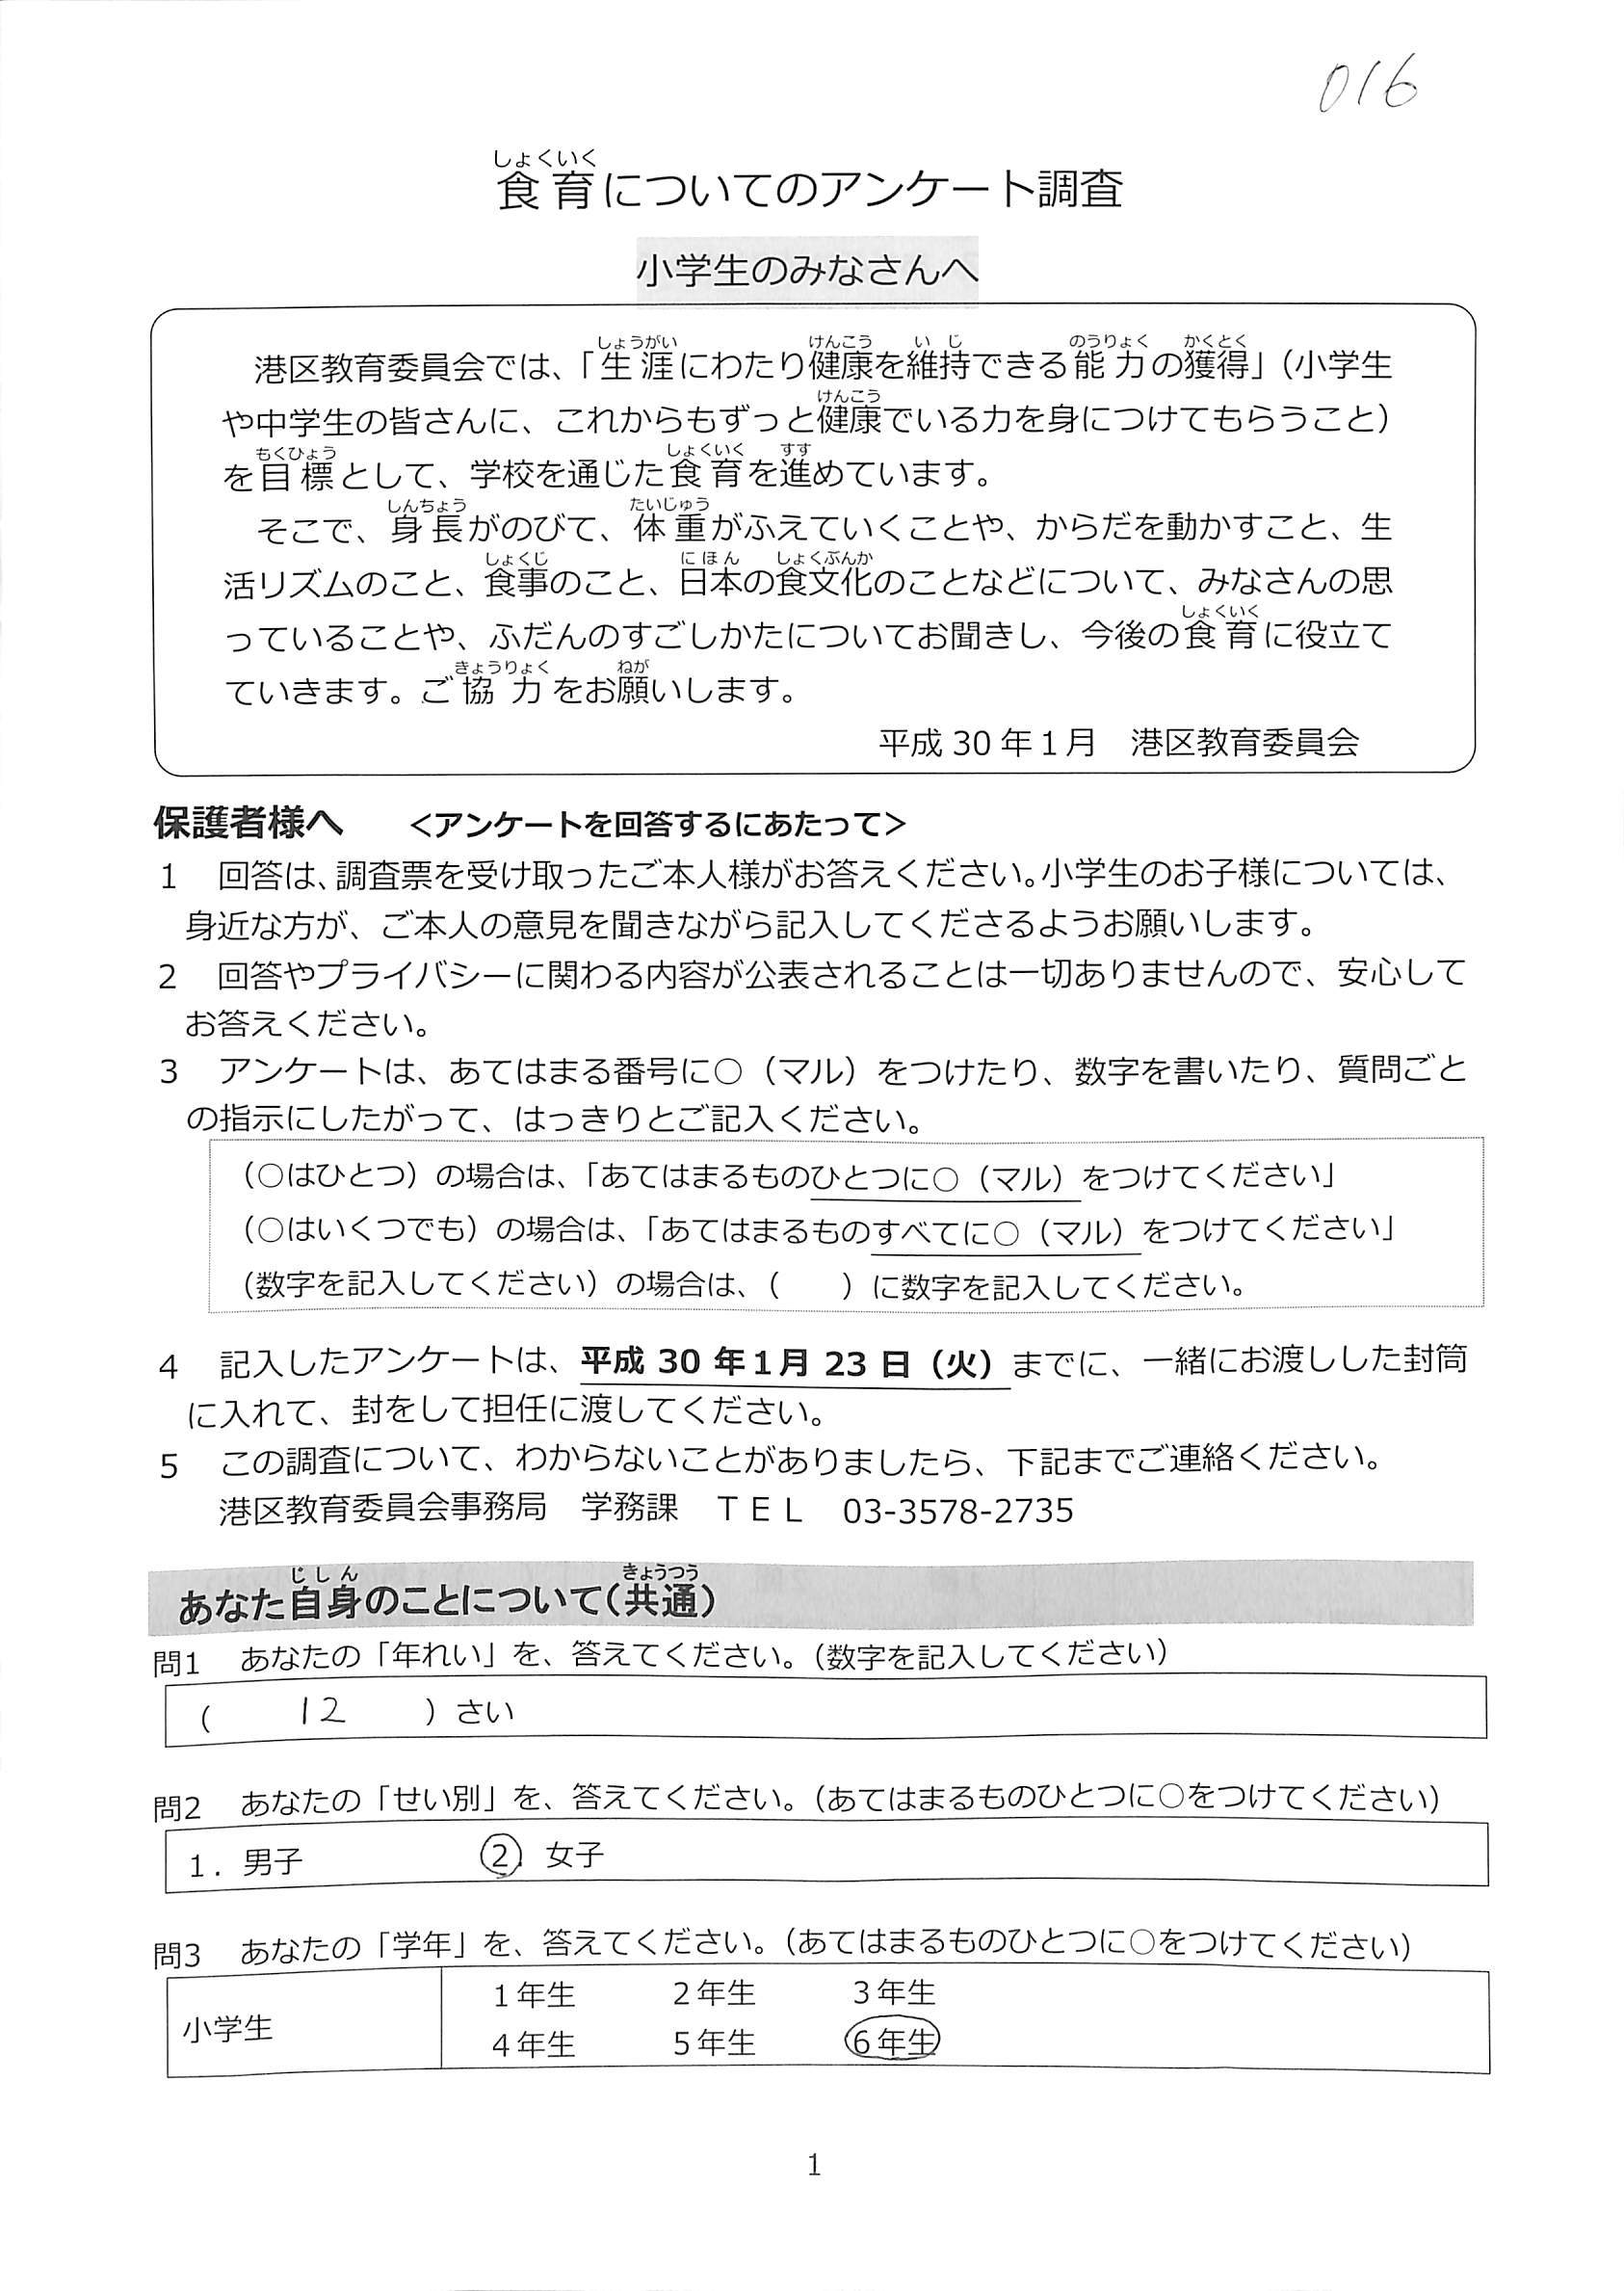 016
食育についてのアンケート調査
しょくいく
小学生のみなさんへ
港区教育委員会では、「生涯にわたり健康を維持できる能力の獲得」（小学生
しょうがい けんこう いじ のうりょく かくとく
や中学生の皆さんに、これからもずっと健康でいる力を身につけてもらうこと）
けんこう
を目標として、学校を通じた食育を進めています。
もくひょう しょくいく すす
そこで、身長がのびて、体重がふえていくことや、からだを動かすこと、生
しんちょう たいじゅう
活リズムのこと、食事のこと、日本の食文化のことなどについて、みなさんの思
しょくじ にほん しょくぶんか
っていることや、ふだんのすごしかたについてお聞きし、今後の食育に役立て
しょくいく
ていきます。ご協力をお願いします。
きょうりょく ねが
平成 30 年１月　港区教育委員会
保護者様へ　＜アンケートを回答するにあたって＞
１　回答は、調査票を受け取ったご本人様がお答えください。小学生のお子様については、
身近な方が、ご本人の意見を聞きながら記入してくださるようお願いします。
２　回答やプライバシーに関わる内容が公表されることは一切ありませんので、安心して
お答えください。
３　アンケートは、あてはまる番号に○（マル）をつけたり、数字を書いたり、質問ごと
の指示にしたがって、はっきりとご記入ください。
（○はひとつ）の場合は、「あてはまるものひとつに○（マル）をつけてください」
（○はいくつでも）の場合は、「あてはまるものすべてに○（マル）をつけてください」
（数字を記入してください）の場合は、（　　）に数字を記入してください。
４　記入したアンケートは、平成 30 年１月 23 日（火）までに、一緒にお渡しした封筒
に入れて、封をして担任に渡してください。
５　この調査について、わからないことがありましたら、下記までご連絡ください。
港区教育委員会事務局　学務課　ＴＥＬ　03-3578-2735
あなた自身のことについて（共通）
じしん きょうつう
問1　あなたの「年れい」を、答えてください。（数字を記入してください）
（　12　）さい
問2　あなたの「せい別」を、答えてください。（あてはまるものひとつに○をつけてください）
１．男子　２．女子
問3　あなたの「学年」を、答えてください。（あてはまるものひとつに○をつけてください）
小学生
１年生　２年生　３年生
４年生　５年生　６年生
1